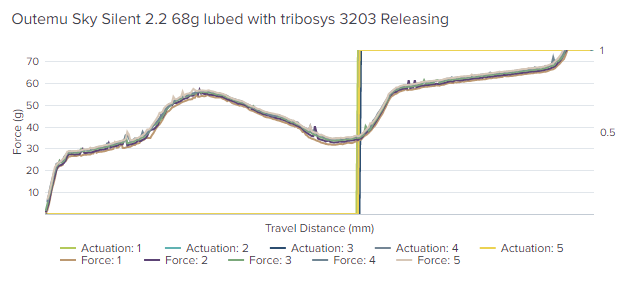 Outemu Sky Silent 2.2 68g lubed with tribosys 3203 Releasing
70
60
50
40
30
20
10
Force (g)
1
0.5
Travel Distance (mm)
Actuation: 1 Actuation: 2 Actuation: 3 Actuation: 4 Actuation: 5
Force: 1 Force: 2 Force: 3 Force: 4 Force: 5